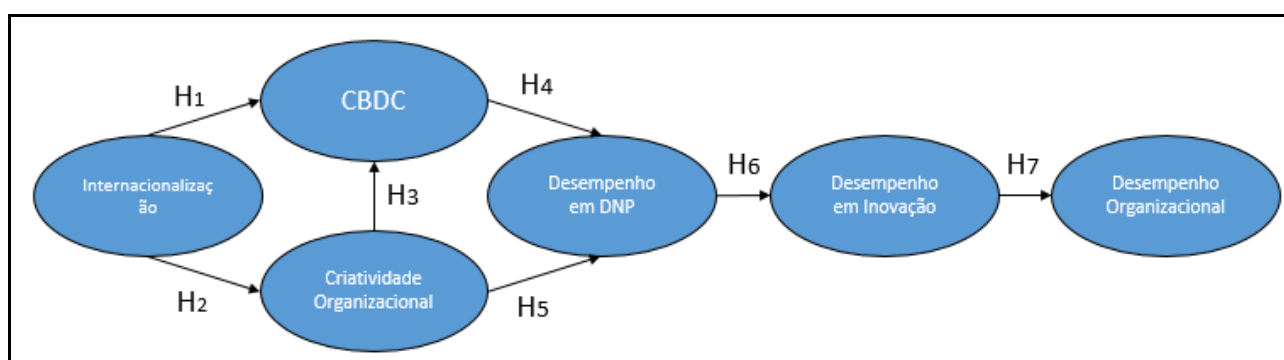 H1
CBDC
H4
Internacionalizaç
ão
H3
Desempenho
em DNP
H6
Desempenho
em Inovação
H7
Desempenho
Organizacional
H2
Criatividade
Organizacional
H5